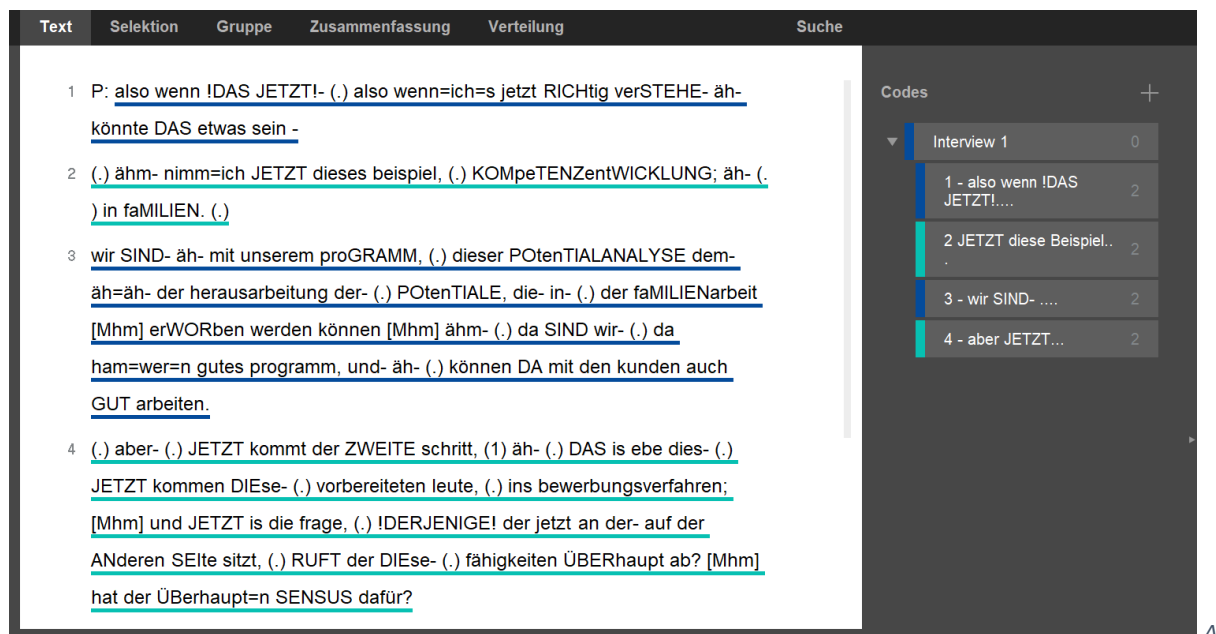 Text Selektion Gruppe Zusammenfassung Verteilung Suche
1 P: also wenn !DAS JETZT!- (.) also wenn=ich=s jetzt RICHtig verSTEHE- äh-
könnte DAS etwas sein -
2 (.) ähm- nimm=ich JETZT dieses beispiel, (.) KOMpeTENZentWICKLUNG; äh- (.
) in faMILIEN. (.)
3 wir SIND- äh- mit unserem proGRAMM, (.) dieser POtenTIALANALYSE dem-
äh=äh- der herausarbeitung der- (.) POtenTIALE, die- in- (.) der faMILIENarbeit
[Mhm] erWORben werden können [Mhm] ähm- (.) da SIND wir- (.) da
ham=wer=n gutes programm, und- äh- (.) können DA mit den kunden auch
GUT arbeiten.
4 (.) aber- (.) JETZT kommt der ZWEITE schritt, (1) äh- (.) DAS is ebe dies- (.)
JETZT kommen DIEse- (.) vorbereiteten leute, (.) ins bewerbungsverfahren;
[Mhm] und JETZT is die frage, (.) !DERJENIGE! der jetzt an der- auf der
ANderen SEIte sitzt, (.) RUFT der DIEse- (.) fähigkeiten ÜBERhaupt ab? [Mhm]
hat der ÜBerhaupt=n SENSUS dafür?
Codes
Interview 1 0
1 - also wenn !DAS
JETZT!.... 2
2 JETZT diese Beispiel..
. 2
3 - wir SIND- .... 2
4 - aber JETZT... 2